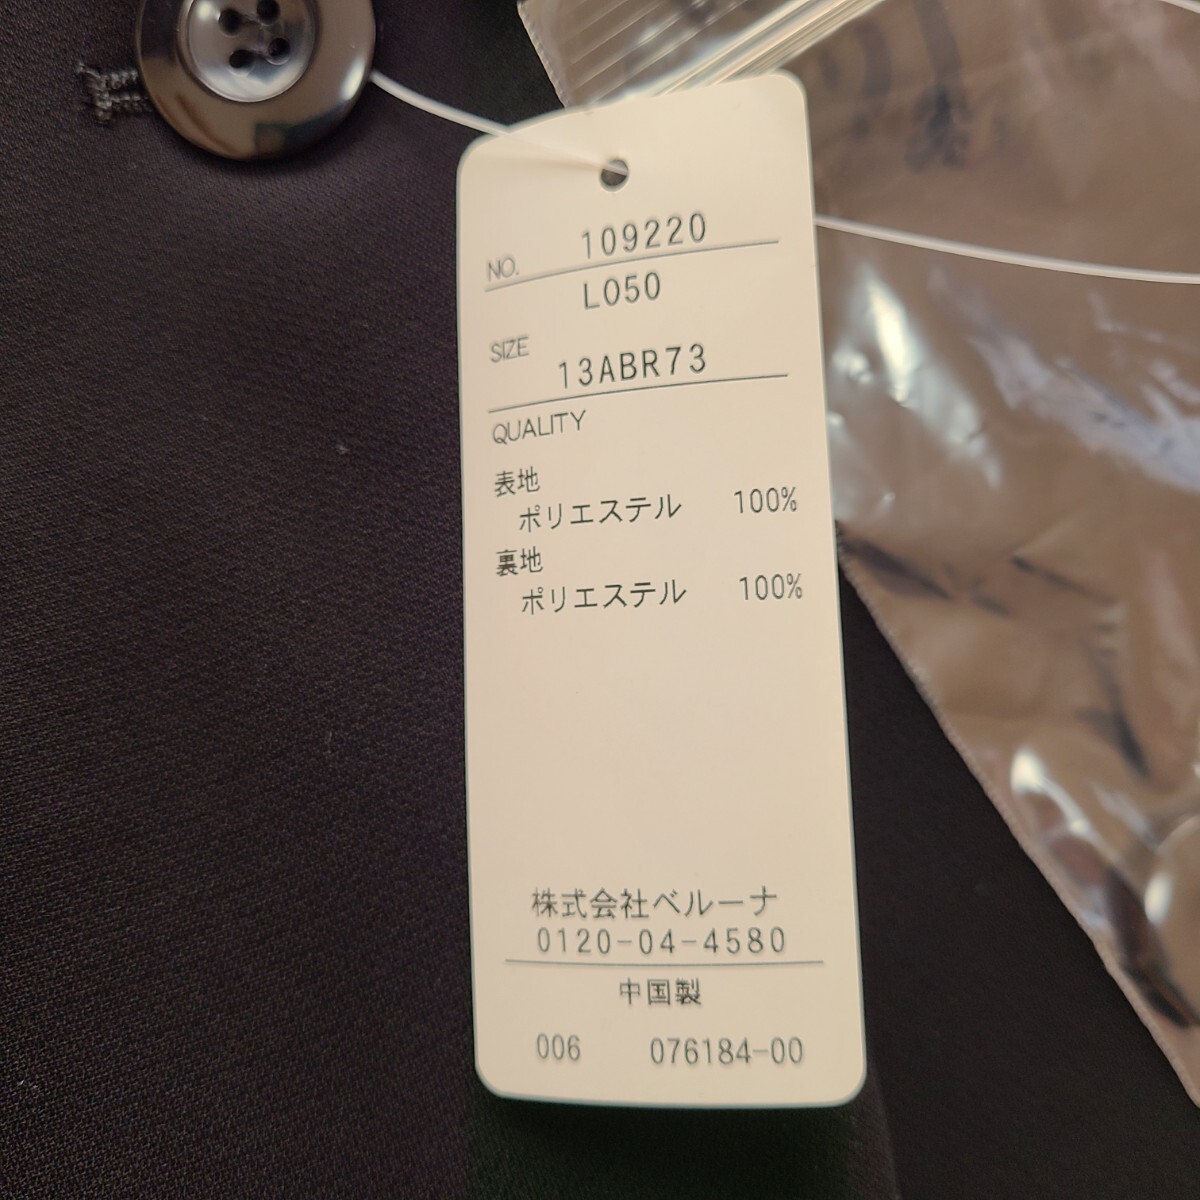 NO. 109220
L050
SIZE
13ABR73
QUALITY
表地
ポリエステル 100%
裏地
ポリエステル 100%
株式会社ベルーナ
0120-04-4580
中国製
006 076184-00